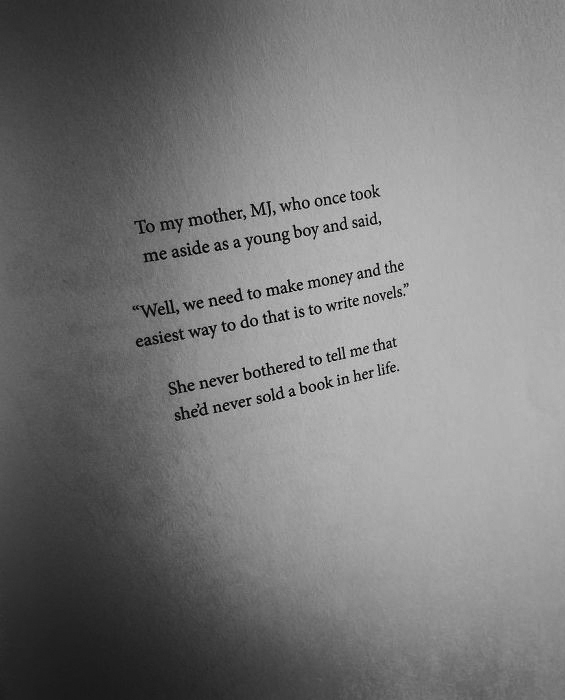 To my mother, MJ, who once took
me aside as a young boy and said,
“Well, we need to make money and the
easiest way to do that is to write novels.”
She never bothered to tell me that
she’d never sold a book in her life.